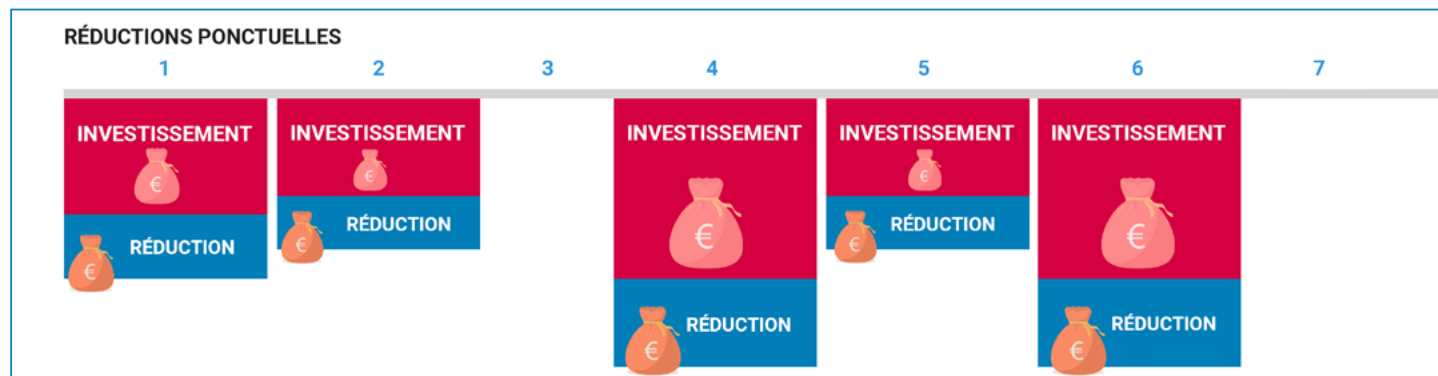 RÉDUCTIONS PONCTUELLES
1 2 3 4 5 6 7
INVESTISSEMENT INVESTISSEMENT INVESTISSEMENT INVESTISSEMENT INVESTISSEMENT
€ € € € €
RÉDUCTION RÉDUCTION RÉDUCTION RÉDUCTION RÉDUCTION
€ € € € €